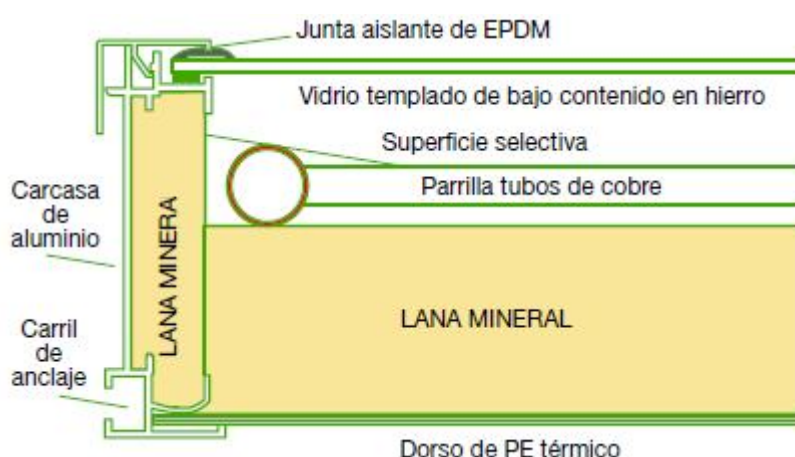 Junta aislante de EPDM
Vidrio templado de bajo contenido en hierro
Superficie selectiva
Parrilla tubos de cobre
Carcasa
de
aluminio
LANA MINERA
LANA MINERAL
Carril
de
anclaje
Dorso de PE térmico